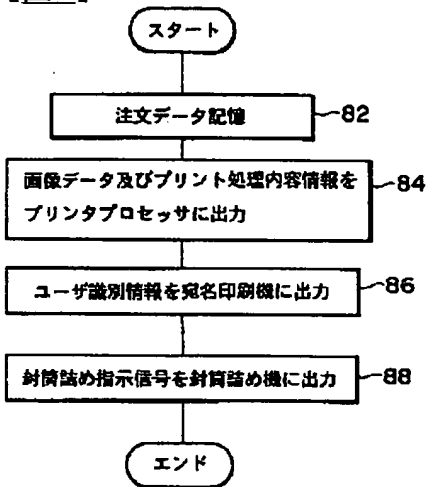 スタート
注文データ記憶
82
画像データ及びプリント処理内容情報を
プリンタプロセッサに出力
84
ユーザ識別情報を宛名印刷機に出力
86
封筒詰め指示信号を封筒詰め機に出力
88
エンド